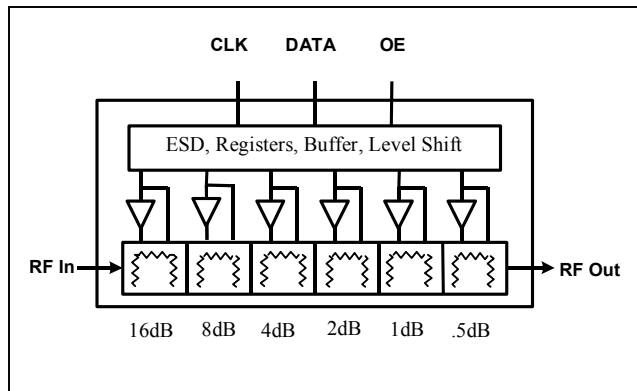 CLK DATA OE
ESD, Registers, Buffer, Level Shift
RF In
RF Out
16dB 8dB 4dB 2dB 1dB .5dB